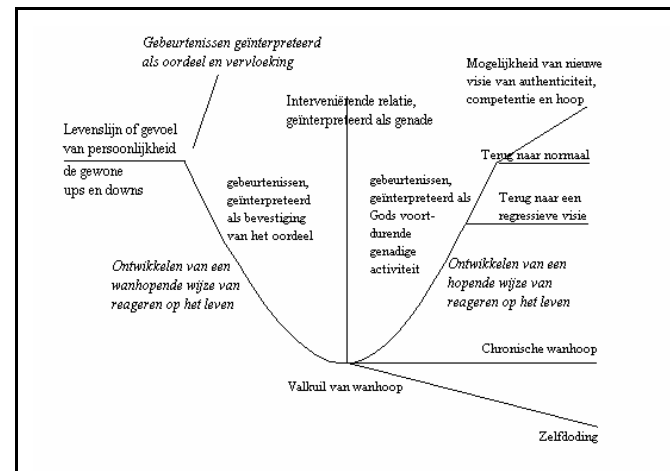 Gebeurtenissen geïnterpreteerd
als oordeel en vervloeking
Mogelijkheid van nieuwe
visie van authenticiteit,
competentie en hoop
Interveniërende relatie,
geïnterpreteerd als genade
Levenslijn of gevoel
van persoonlijkheid
de gewone
ups en downs
Terug naar normaal
gebeurtenissen,
geïnterpreteerd
als bevestiging
van het oordeel
gebeurtenissen,
geïnterpreteerd als
Gods voort-
durende
genadige
activiteit
Terug naar een
regressieve visie
Ontwikkelen van een
wanhopende wijze van
reageren op het leven
Ontwikkelen van een
hopende wijze van
reageren op het leven
Chronische wanhoop
Valkuil van wanhoop
Zelfdoding